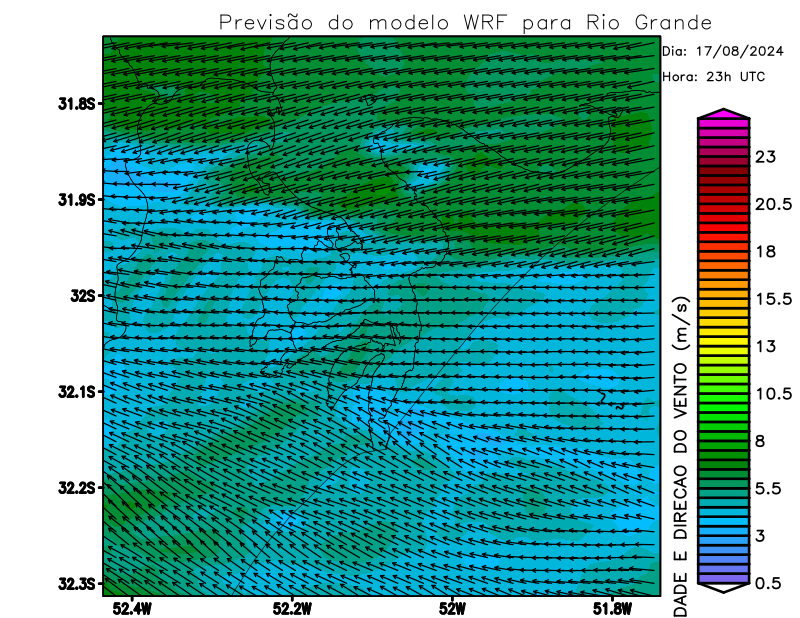 Previsão do modelo WRF para Rio Grande
Dia: 17/08/2024
Hora: 23h UTC
31.8S
31.9S
32S
32.1S
32.2S
32.3S
52.4W
52.2W
52W
51.8W
23
20.5
18
15.5
13
10.5
8
5.5
3
0.5
DADE E DIRECAO DO VENTO (m/s)